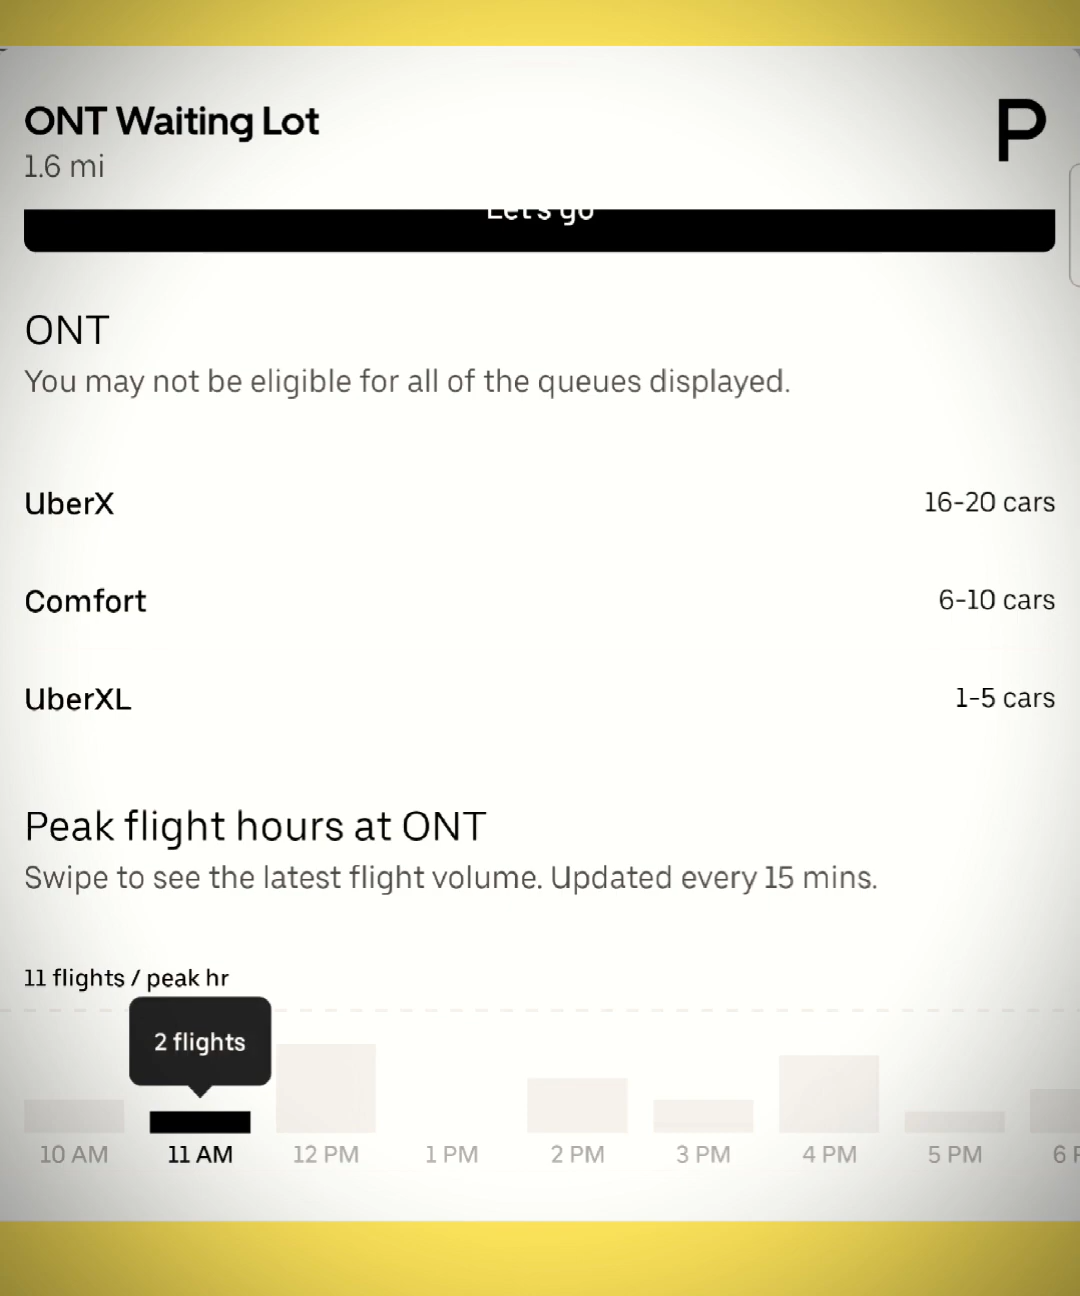 ONT Waiting Lot
1.6 mi
P
Let's go
ONT
You may not be eligible for all of the queues displayed.
UberX 16-20 cars
Comfort 6-10 cars
UberXL 1-5 cars
Peak flight hours at ONT
Swipe to see the latest flight volume. Updated every 15 mins.
11 flights / peak hr
2 flights
10 AM 11 AM 12 PM 1 PM 2 PM 3 PM 4 PM 5 PM 6